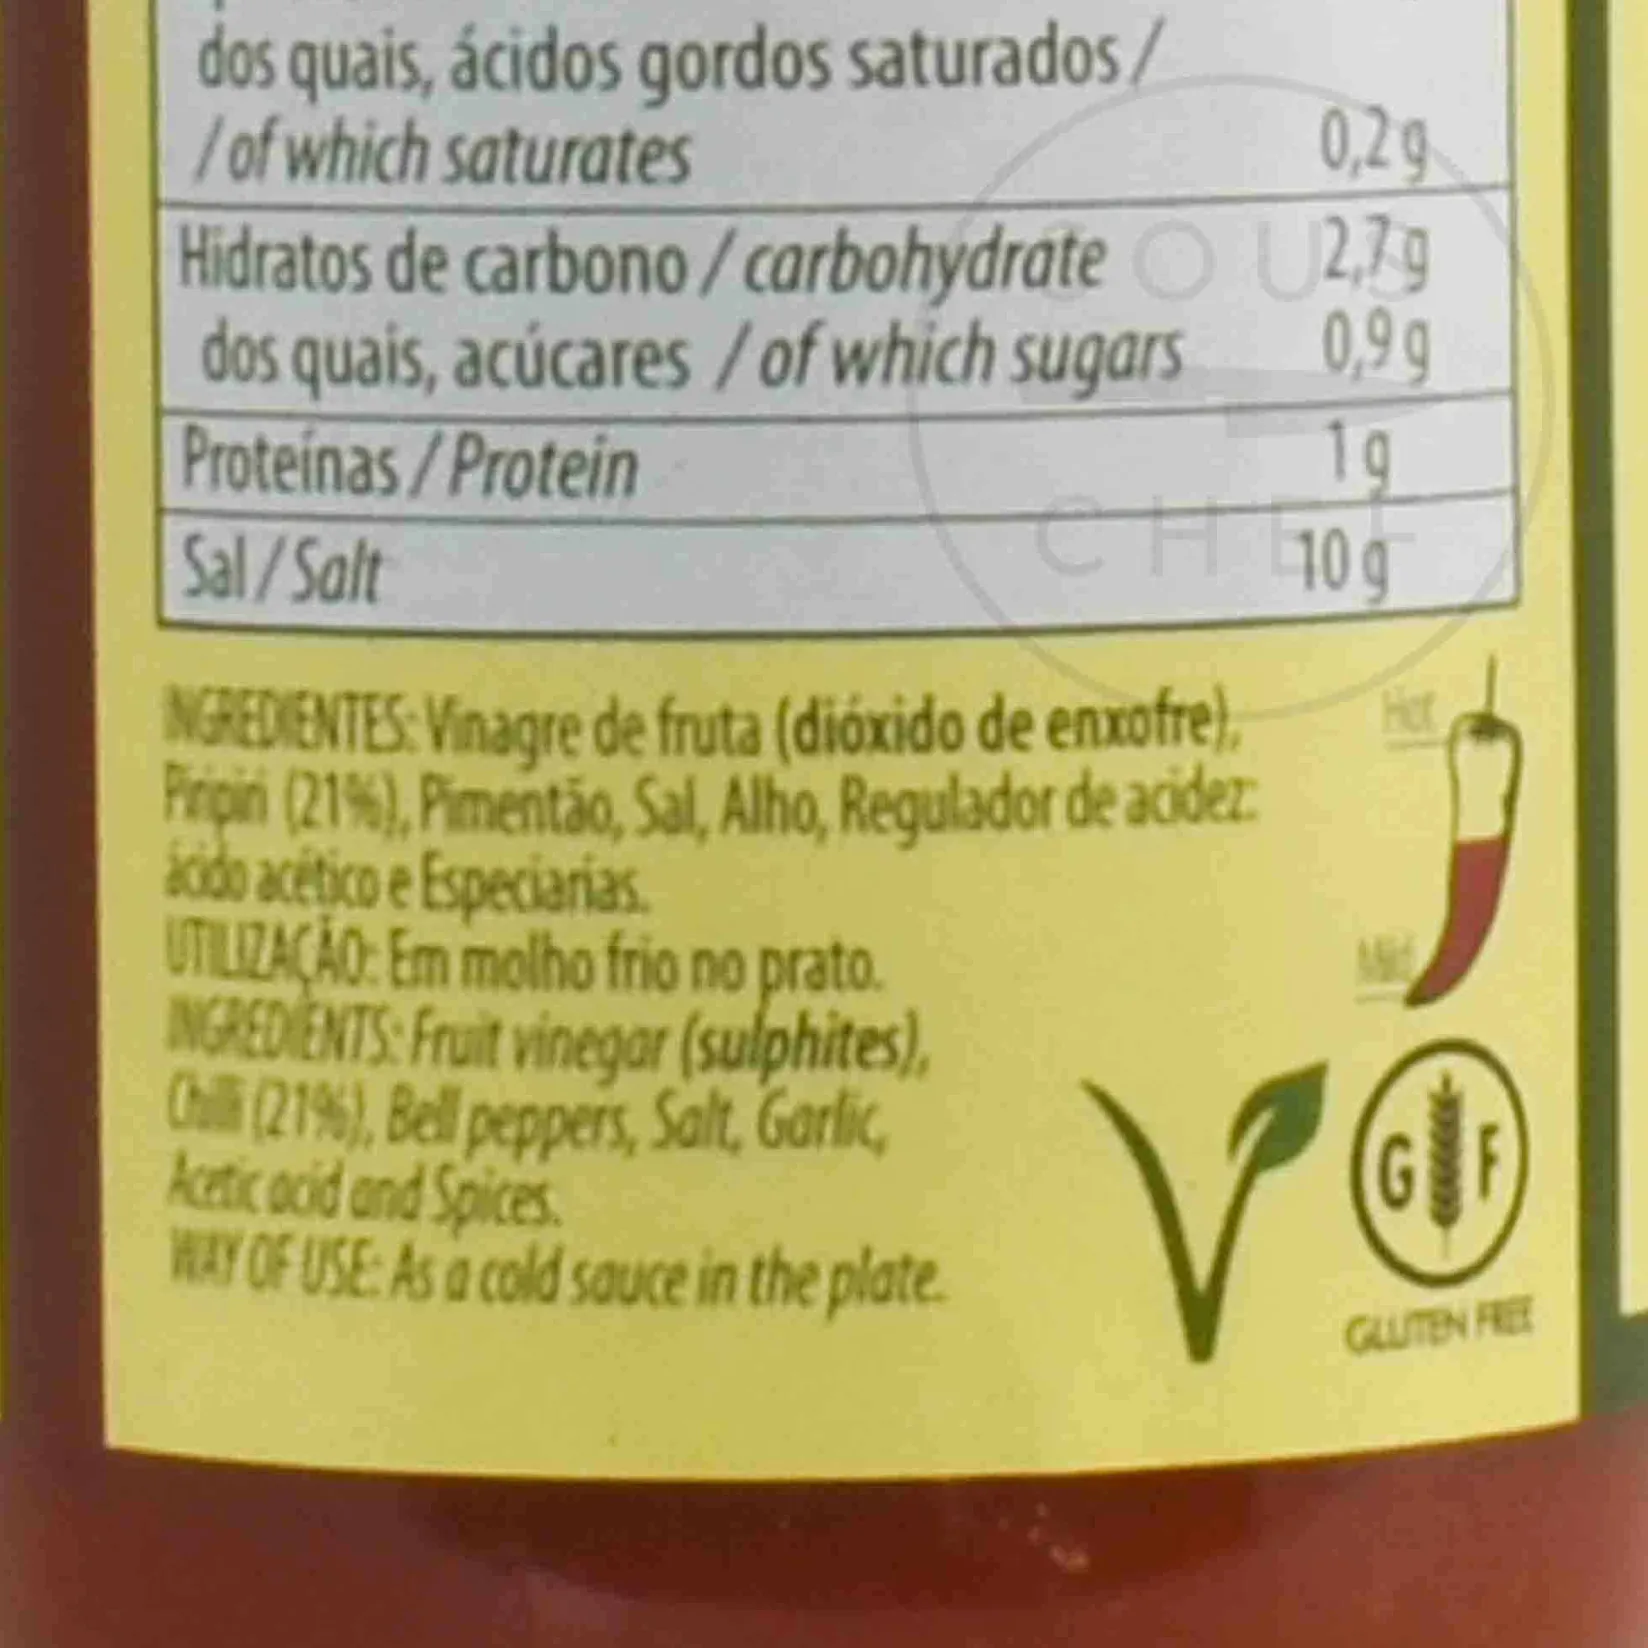 dos quais, ácidos gordos saturados /
/ of which saturates 0,2 g
Hidratos de carbono / carbohydrate 2,7 g
dos quais, acúcares / of which sugars 0,9 g
Proteínas / Protein 1 g
Sal / Salt 10 g
INGREDIENTES: Vinagre de fruta (dióxido de enxofre),
Piripiri (21%), Pimentão, Sal, Alho, Regulador de acidez:
ácido acético e Especiarias.
UTILIZAÇÃO: Em molho frio no prato.
INGREDIENTS: Fruit vinegar (sulphites),
Chilli (21%), Bell peppers, Salt, Garlic,
Acetic acid and Spices.
WAY OF USE: As a cold sauce in the plate.
Hot
Mild
V
G F
GLUTEN FREE
SOUS
CHEF